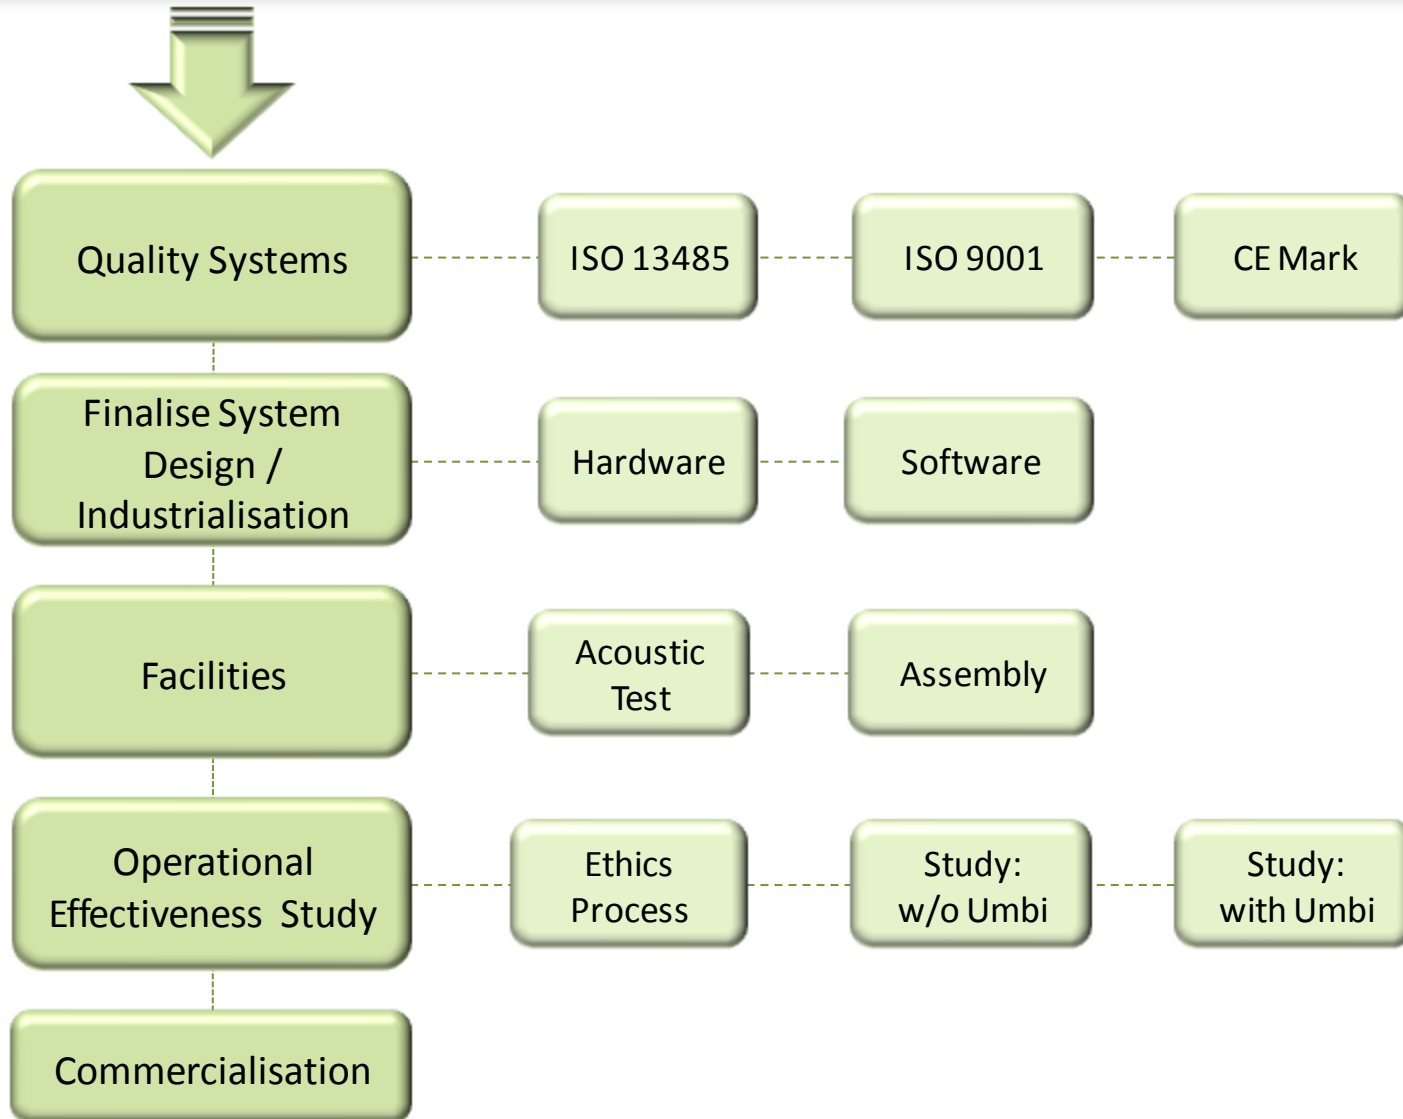 Quality Systems
ISO 13485
ISO 9001
CE Mark
Finalise System
Design /
Industrialisation
Hardware
Software
Facilities
Acoustic
Test
Assembly
Operational
Effectiveness Study
Ethics
Process
Study:
w/o Umbi
Study:
with Umbi
Commercialisation